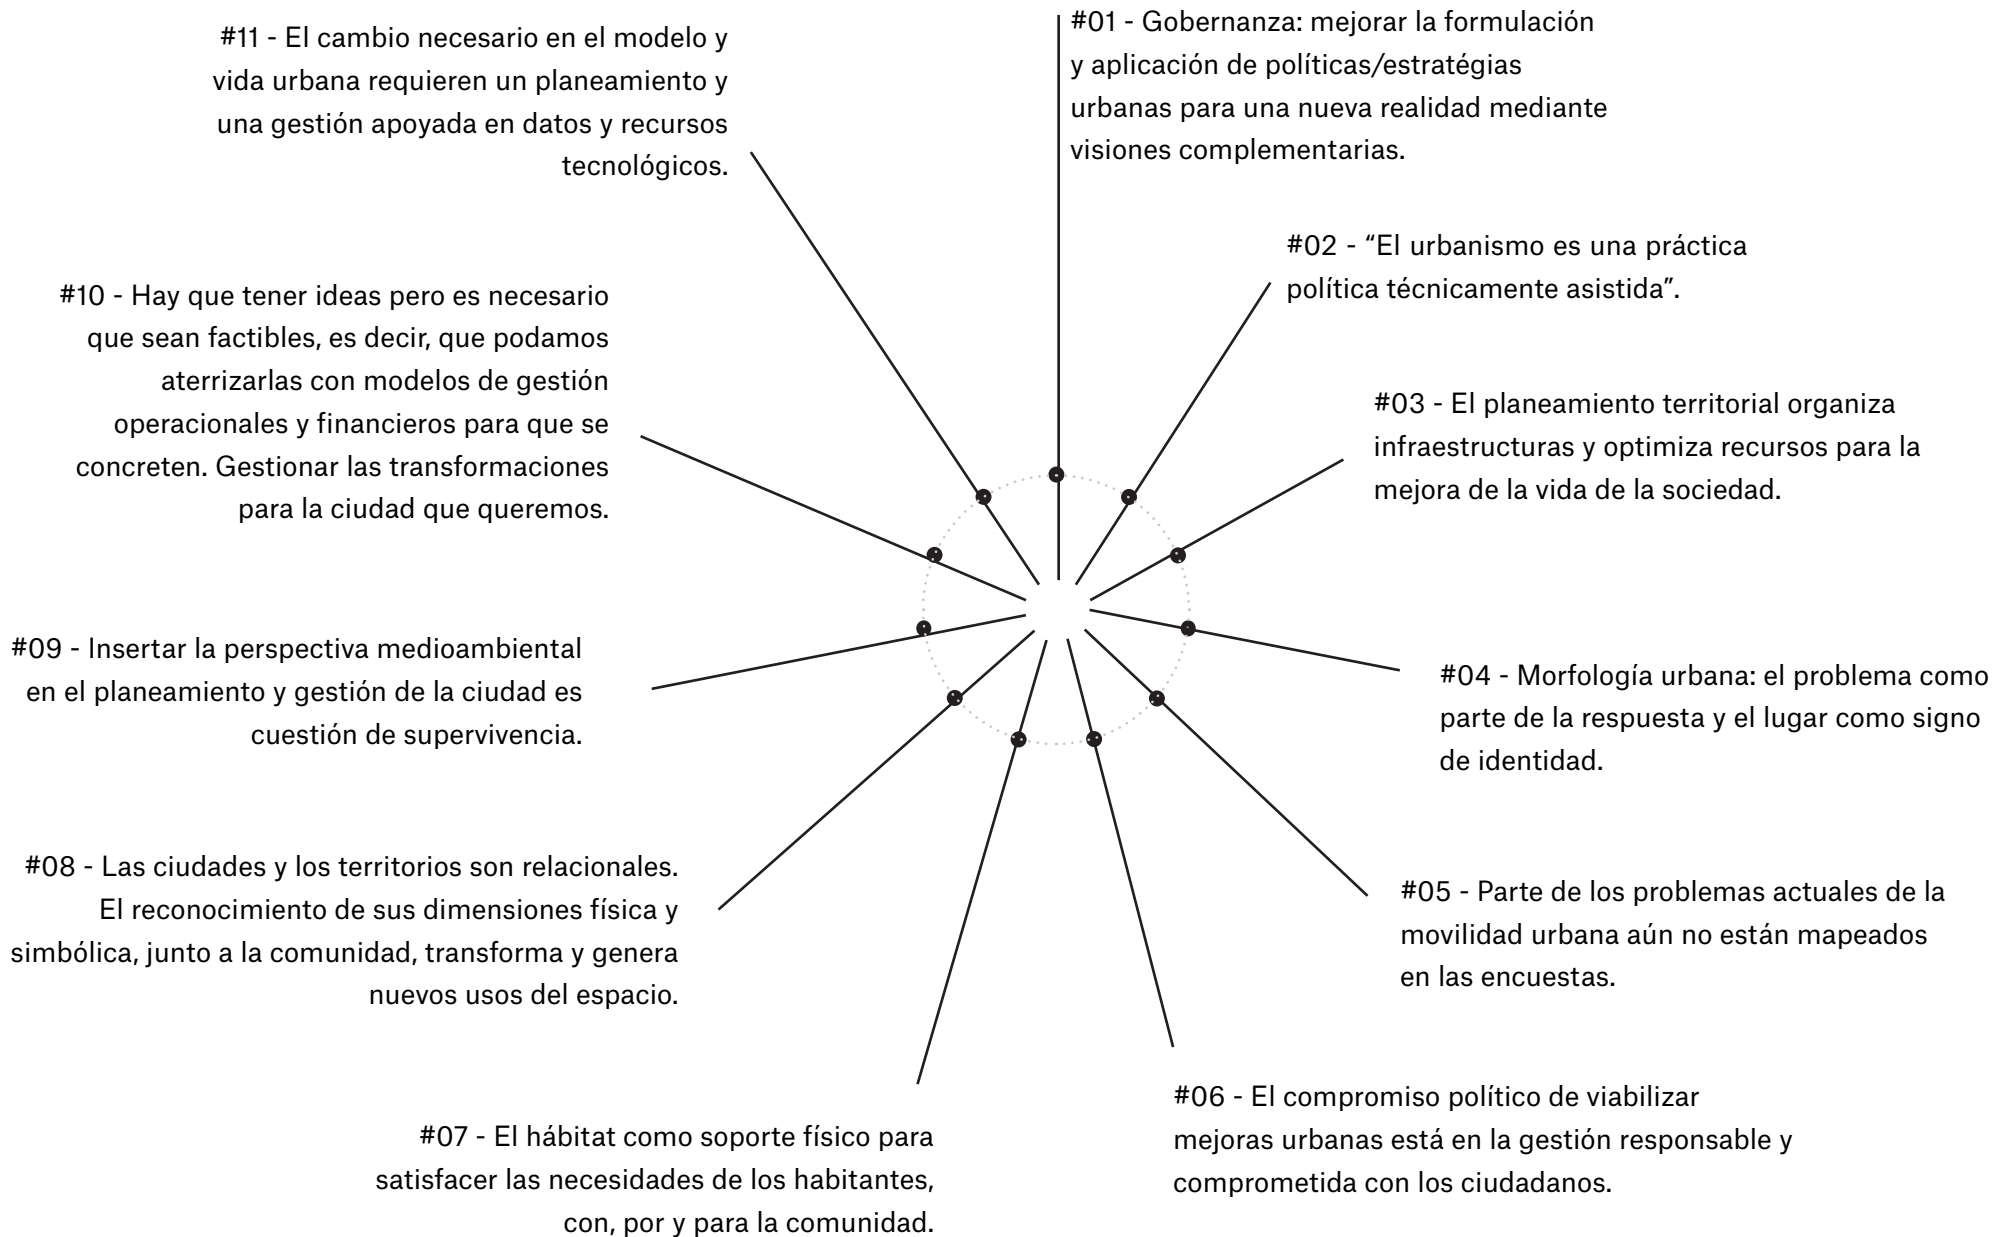 #01 - Gobernanza: mejorar la formulación
y aplicación de políticas/estratégias
urbanas para una nueva realidad mediante
visiones complementarias.
#02 - “El urbanismo es una práctica
política técnicamente asistida”.
#03 - El planeamiento territorial organiza
infraestructuras y optimiza recursos para la
mejora de la vida de la sociedad.
#04 - Morfología urbana: el problema como
parte de la respuesta y el lugar como signo
de identidad.
#05 - Parte de los problemas actuales de la
movilidad urbana aún no están mapeados
en las encuestas.
#06 - El compromiso político de viabilizar
mejoras urbanas está en la gestión responsable y
comprometida con los ciudadanos.
#07 - El hábitat como soporte físico para
satisfacer las necesidades de los habitantes,
con, por y para la comunidad.
#08 - Las ciudades y los territorios son relacionales.
El reconocimiento de sus dimensiones física y
simbólica, junto a la comunidad, transforma y genera
nuevos usos del espacio.
#09 - Insertar la perspectiva medioambiental
en el planeamiento y gestión de la ciudad es
cuestión de supervivencia.
#10 - Hay que tener ideas pero es necesario
que sean factibles, es decir, que podamos
aterrizarlas con modelos de gestión
operacionales y financieros para que se
concreten. Gestionar las transformaciones
para la ciudad que queremos.
#11 - El cambio necesario en el modelo y
vida urbana requieren un planeamiento y
una gestión apoyada en datos y recursos
tecnológicos.